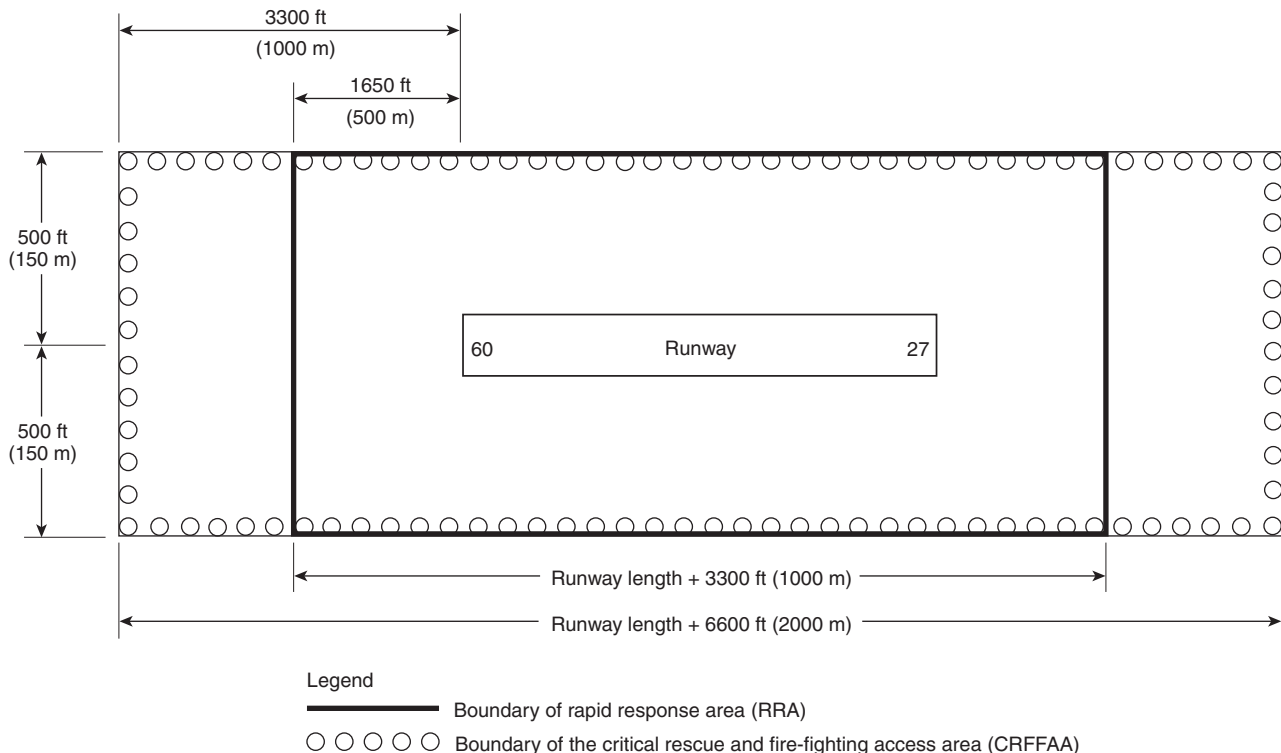 3300 ft
(1000 m)
1650 ft
(500 m)
500 ft
(150 m)
60 Runway 27
500 ft
(150 m)
Runway length + 3300 ft (1000 m)
Runway length + 6600 ft (2000 m)
Legend
Boundary of rapid response area (RRA)
Boundary of the critical rescue and fire-fighting access area (CRFFAA)